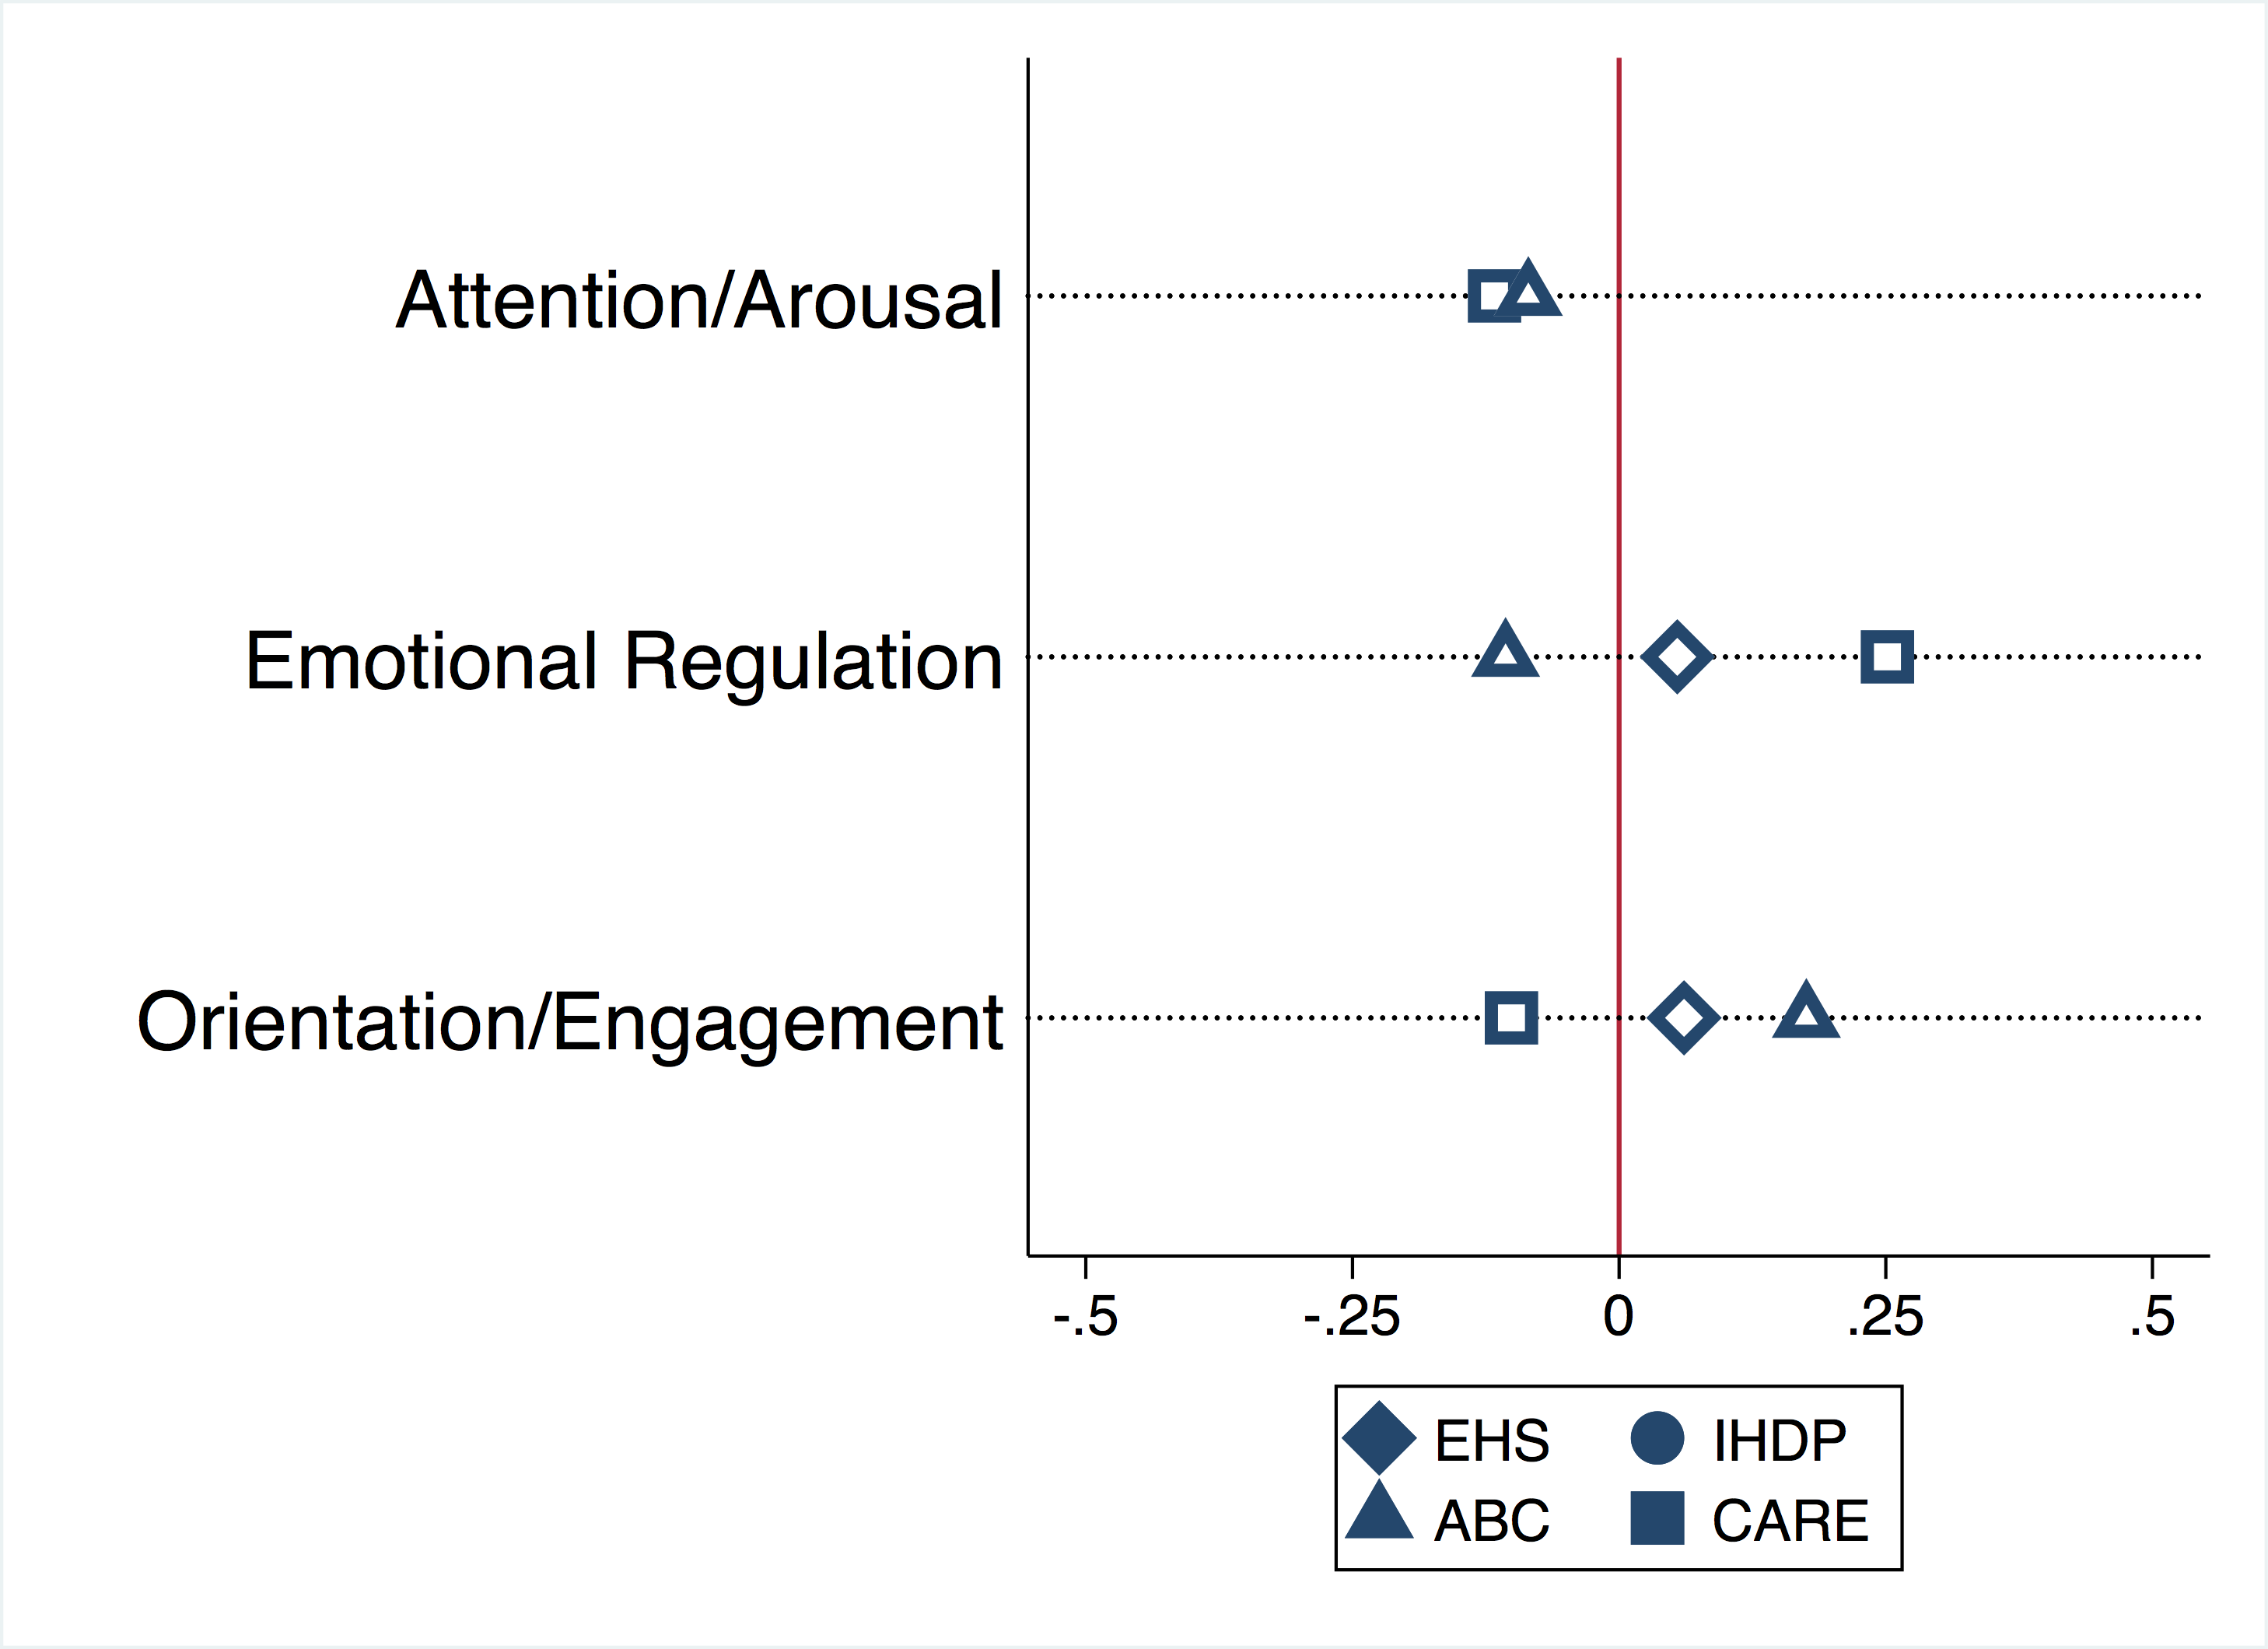 Attention/Arousal
Emotional Regulation
Orientation/Engagement
-.5 -.25 0 .25 .5
EHS IHDP
ABC CARE